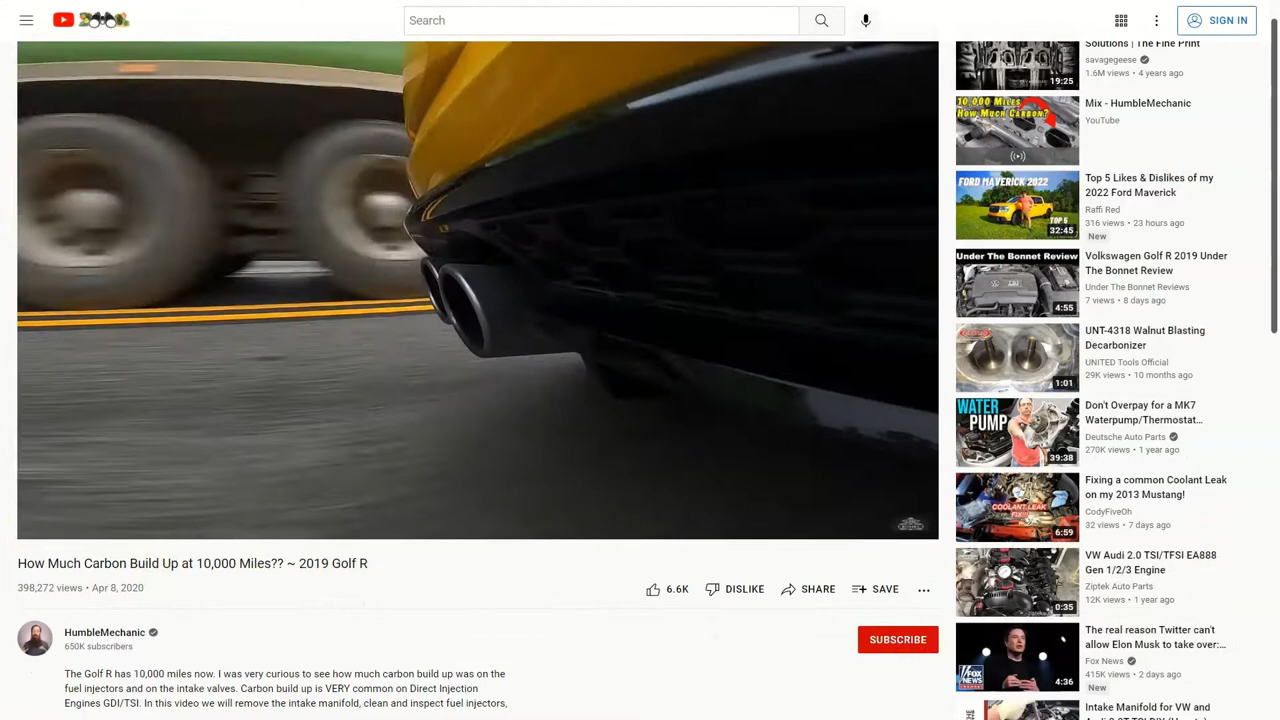 Search
SIGN IN
How Much Carbon Build Up at 10,000 Miles?? ~ 2019 Golf R
398,272 views • Apr 8, 2020
6.6K
DISLIKE
SHARE
SAVE
HumbleMechanic
650K subscribers
SUBSCRIBE
The Golf R has 10,000 miles now. I was very curious to see how much carbon build up was on the
fuel injectors and on the intake valves. Carbon build up is VERY common on Direct Injection
Engines GDI/TSI. In this video we will remove the intake manifold, clean and inspect fuel injectors,
Solutions | The Fine Print
savagegeese
1.6M views • 4 years ago
19:25
10,000 MILES
HOW MUCH CARBON?
Mix - HumbleMechanic
YouTube
FORD MAVERICK 2022
TOP 5
32:45
Top 5 Likes & Dislikes of my
2022 Ford Maverick
Raffi Red
316 views • 23 hours ago
New
Under The Bonnet Review
4:55
Volkswagen Golf R 2019 Under
The Bonnet Review
Under The Bonnet Reviews
7 views • 8 days ago
1:01
UNT-4318 Walnut Blasting
Decarbonizer
UNITED Tools Official
29K views • 10 months ago
WATER
PUMP
39:38
Don't Overpay for a MK7
Waterpump/Thermostat...
Deutsche Auto Parts
270K views • 1 year ago
COOLANT LEAK
FIX!!!
6:59
Fixing a common Coolant Leak
on my 2013 Mustang!
CodyFiveOh
32 views • 7 days ago
0:35
VW Audi 2.0 TSI/TFSI EA888
Gen 1/2/3 Engine
Ziptek Auto Parts
12K views • 1 year ago
FOX
NEWS
4:36
The real reason Twitter can't
allow Elon Musk to take over:...
Fox News
415K views • 2 days ago
New
Intake Manifold for VW and